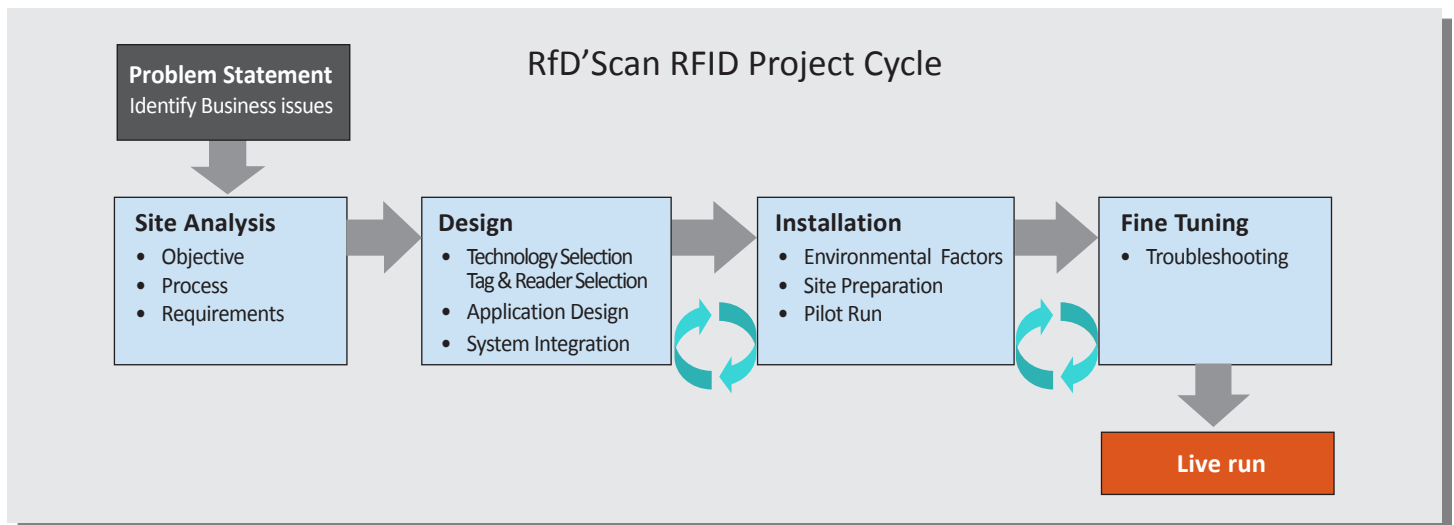 RfD’Scan RFID Project Cycle
Problem Statement
Identify Business issues
Site Analysis
• Objective
• Process
• Requirements
Design
• Technology Selection
Tag & Reader Selection
• Application Design
• System Integration
Installation
• Environmental Factors
• Site Preparation
• Pilot Run
Fine Tuning
• Troubleshooting
Live run